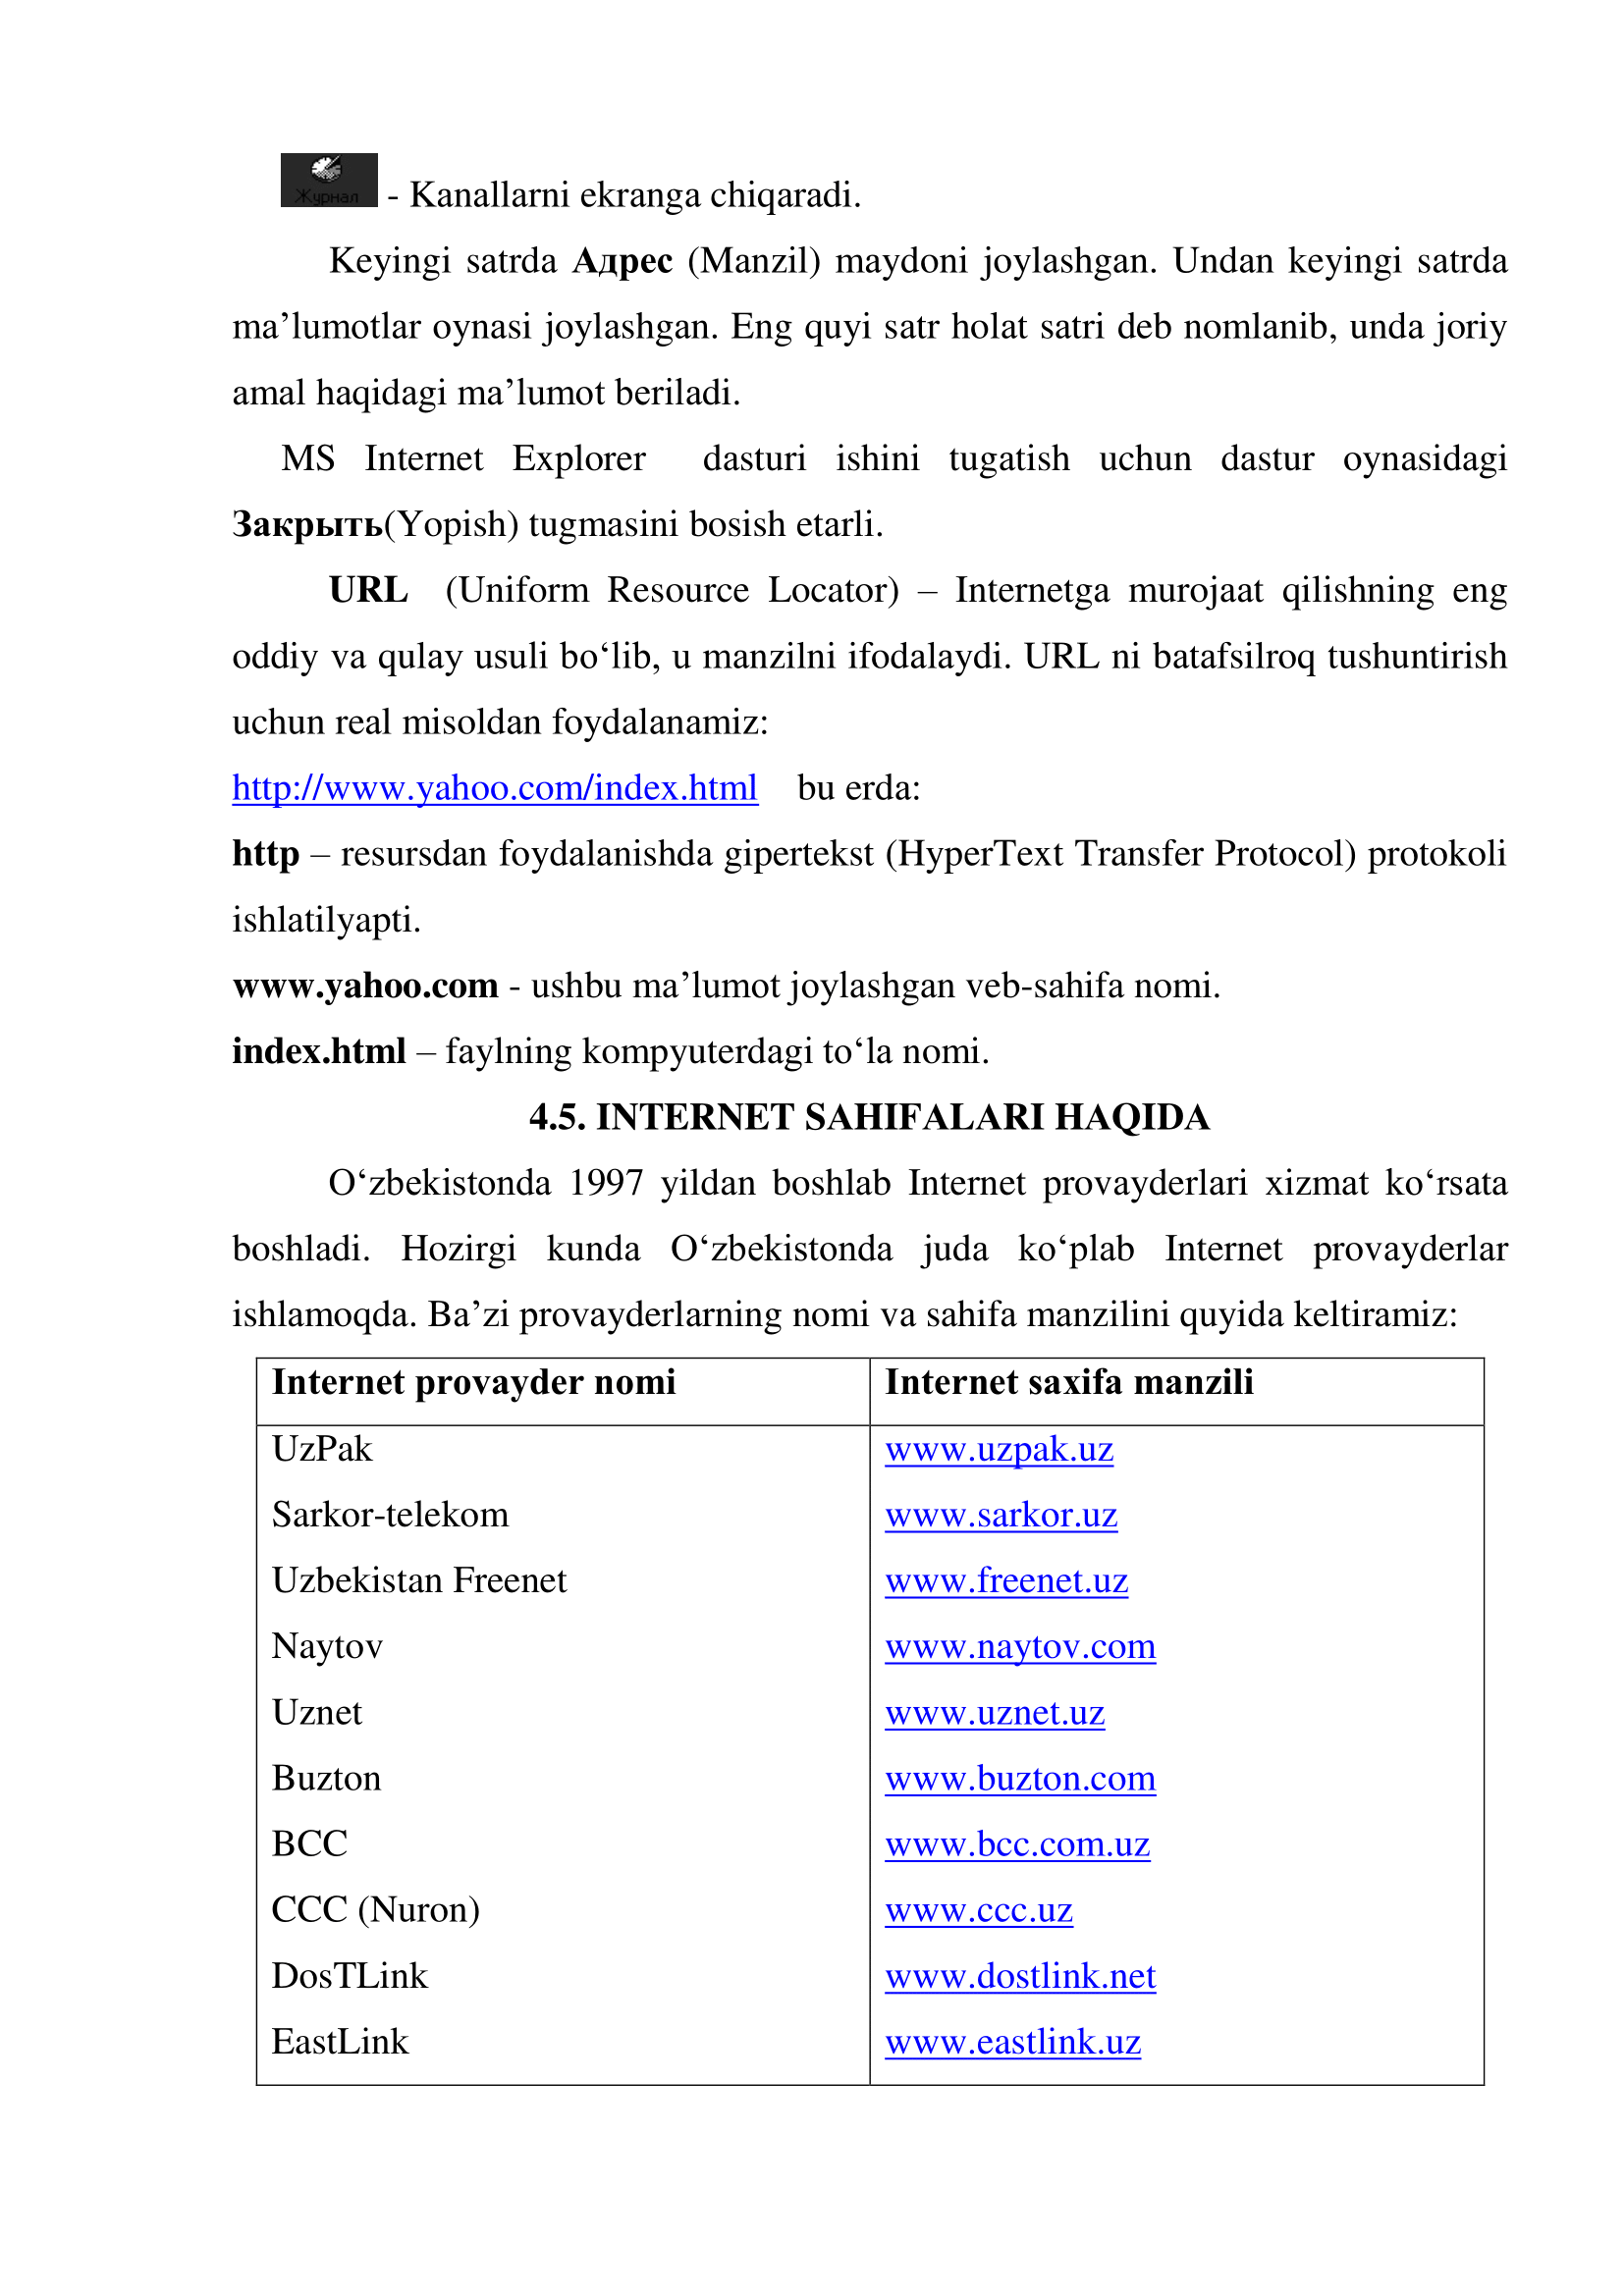 Журнал - Kanallarni ekranga chiqaradi.
Keyingi satrda Адрес (Manzil) maydoni joylashgan. Undan keyingi satrda
ma’lumotlar oynasi joylashgan. Eng quyi satr holat satri deb nomlanib, unda joriy
amal haqidagi ma’lumot beriladi.
MS Internet Explorer dasturi ishini tugatish uchun dastur oynasidagi
Закрыть(Yopish) tugmasini bosish etarli.
URL (Uniform Resource Locator) – Internetga murojaat qilishning eng
oddiy va qulay usuli bo‘lib, u manzilni ifodalaydi. URL ni batafsilroq tushuntirish
uchun real misoldan foydalanamiz:
http://www.yahoo.com/index.html bu erda:
http – resursdan foydalanishda gipertekst (HyperText Transfer Protocol) protokoli
ishlatilyapti.
www.yahoo.com - ushbu ma’lumot joylashgan veb-sahifa nomi.
index.html – faylning kompyuterdagi to‘la nomi.
4.5. INTERNET SAHIFALARI HAQIDA
O‘zbekistonda 1997 yildan boshlab Internet provayderlari xizmat ko‘rsata
boshladi. Hozirgi kunda O‘zbekistonda juda ko‘plab Internet provayderlar
ishlamoqda. Ba’zi provayderlarning nomi va sahifa manzilini quyida keltiramiz:
Internet provayder nomi Internet saxifa manzili
UzPak www.uzpak.uz
Sarkor-telekom www.sarkor.uz
Uzbekistan Freenet www.freenet.uz
Naytov www.naytov.com
Uznet www.uznet.uz
Buzton www.buzton.com
BCC www.bcc.com.uz
CCC (Nuron) www.ccc.uz
DosTLink www.dostlink.net
EastLink www.eastlink.uz